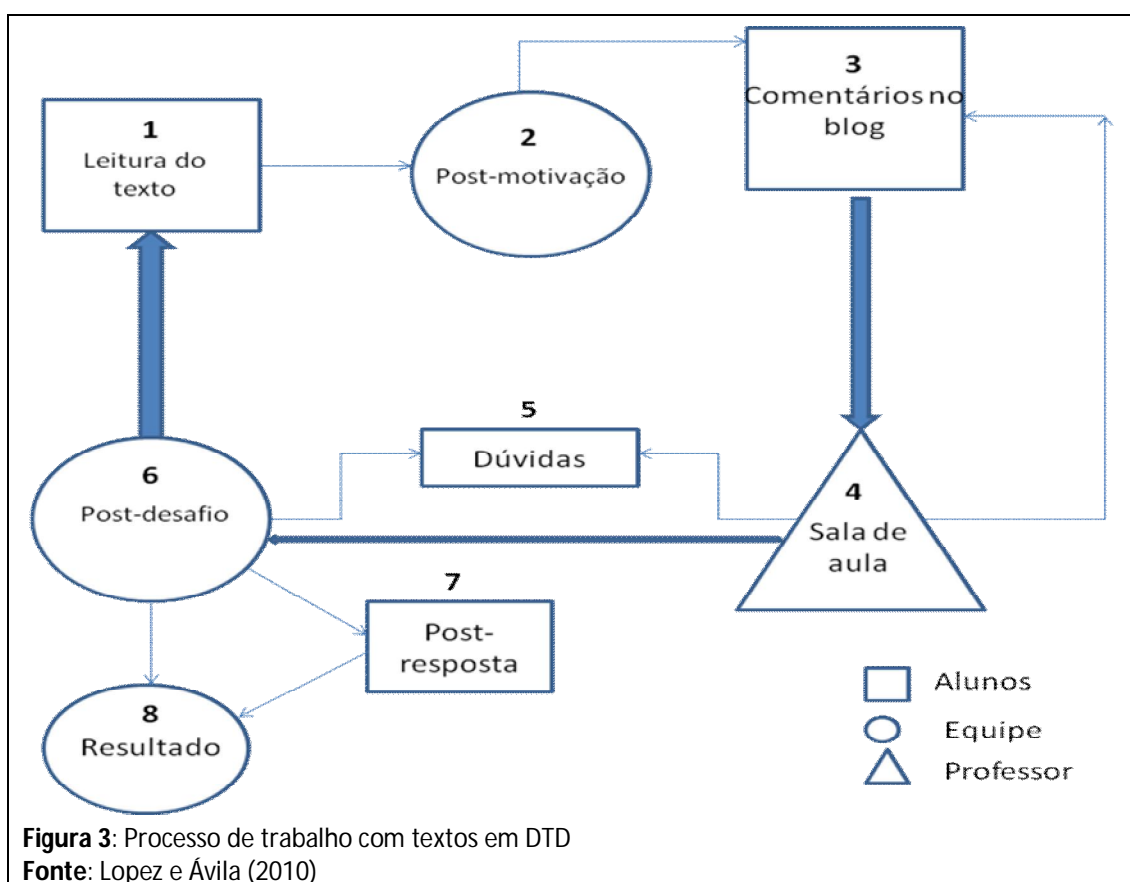 1
Leitura do
texto
2
Post-motivação
3
Comentários no
blog
4
Sala de
aula
5
Dúvidas
6
Post-desafio
7
Post-
resposta
8
Resultado
Alunos
Equipe
Professor
Figura 3: Processo de trabalho com textos em DTD
Fonte: Lopez e Ávila (2010)